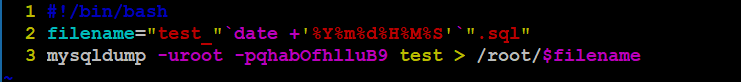 1 #!/bin/bash
2 filename="test_"`date +'%Y%m%d%H%M%S'`".sql"
3 mysqldump -uroot -pqhabOfhlluB9 test > /root/$filename
~